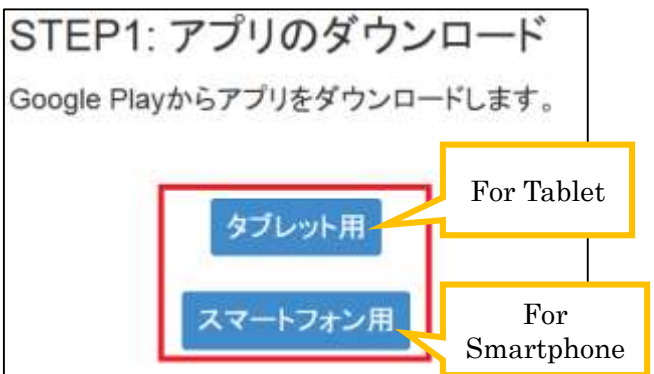 STEP1: アプリのダウンロード
Google Playからアプリをダウンロードします。
タブレット用
For Tablet
スマートフォン用
For
Smartphone